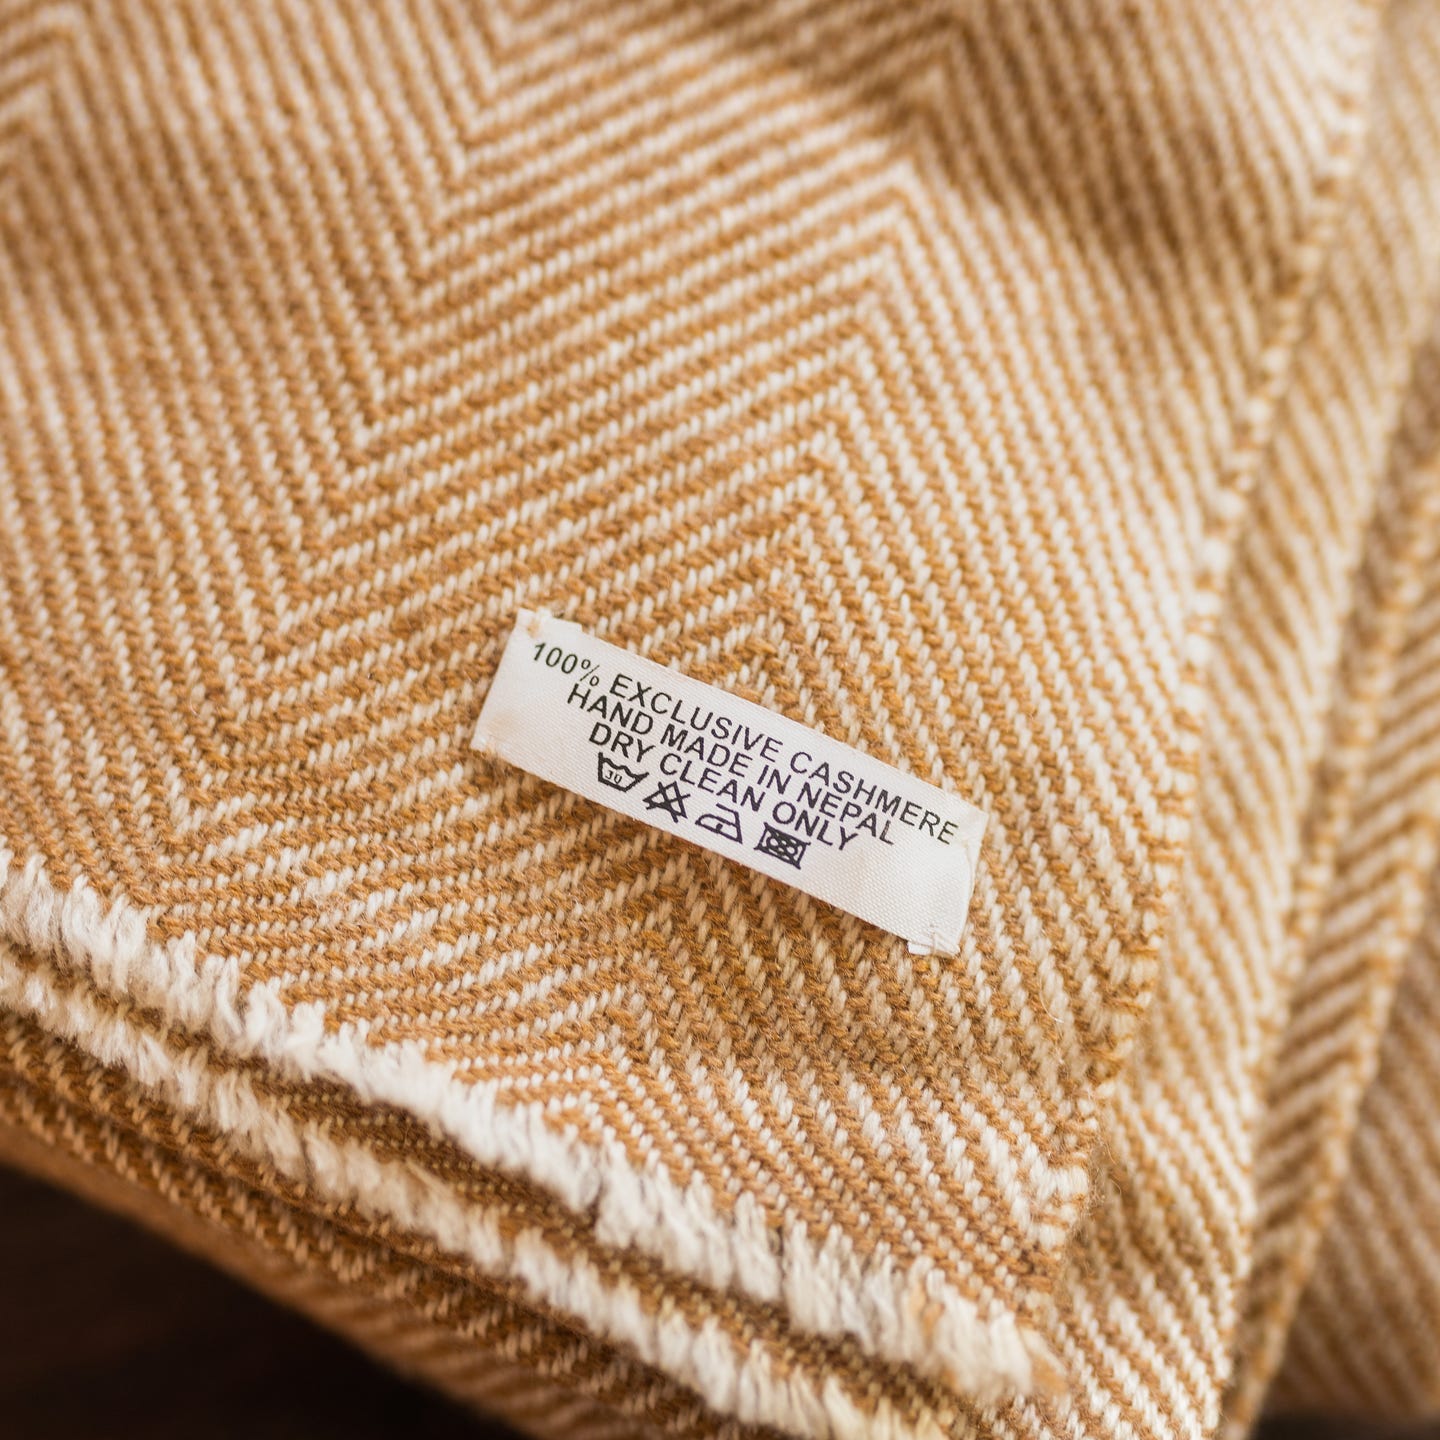 100% EXCLUSIVE CASHMERE
HAND MADE IN NEPAL
DRY CLEAN ONLY
30